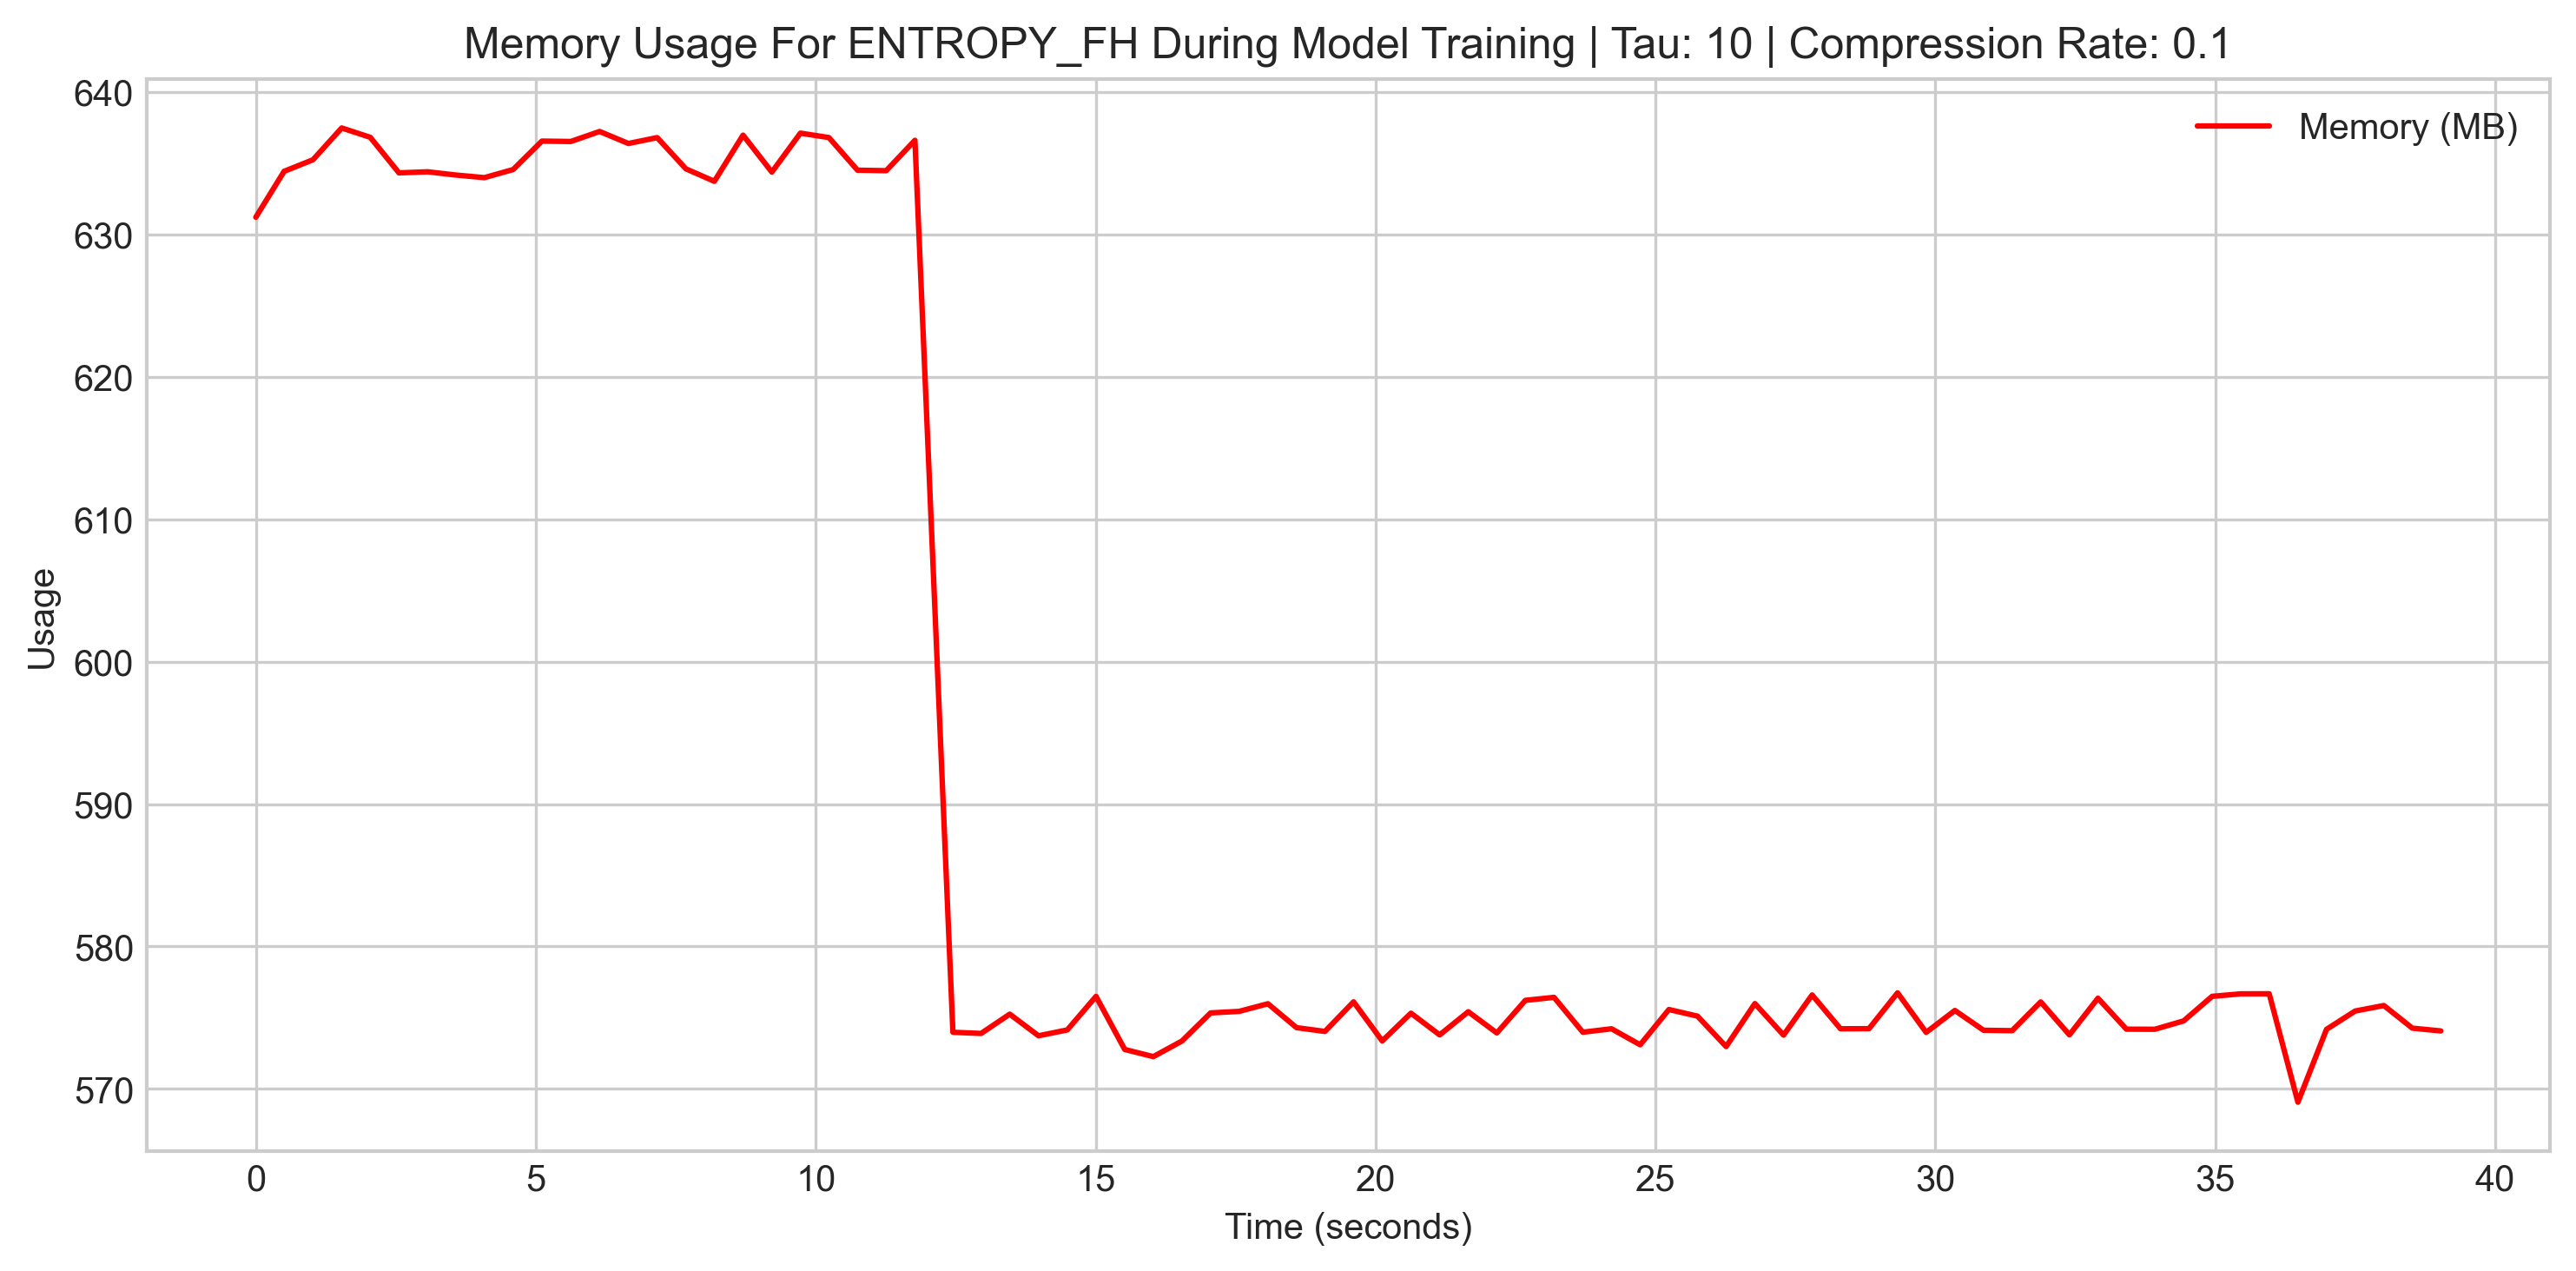 Memory Usage For ENTROPY_FH During Model Training | Tau: 10 | Compression Rate: 0.1
Memory (MB)
640
630
620
610
600
590
580
570
Usage
0 5 10 15 20 25 30 35 40
Time (seconds)